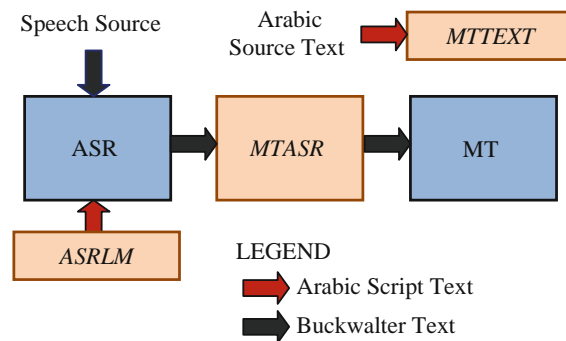 Speech Source
Arabic
Source Text
MTTEXT
ASR
MTASR
MT
ASRLM
LEGEND
Arabic Script Text
Buckwalter Text